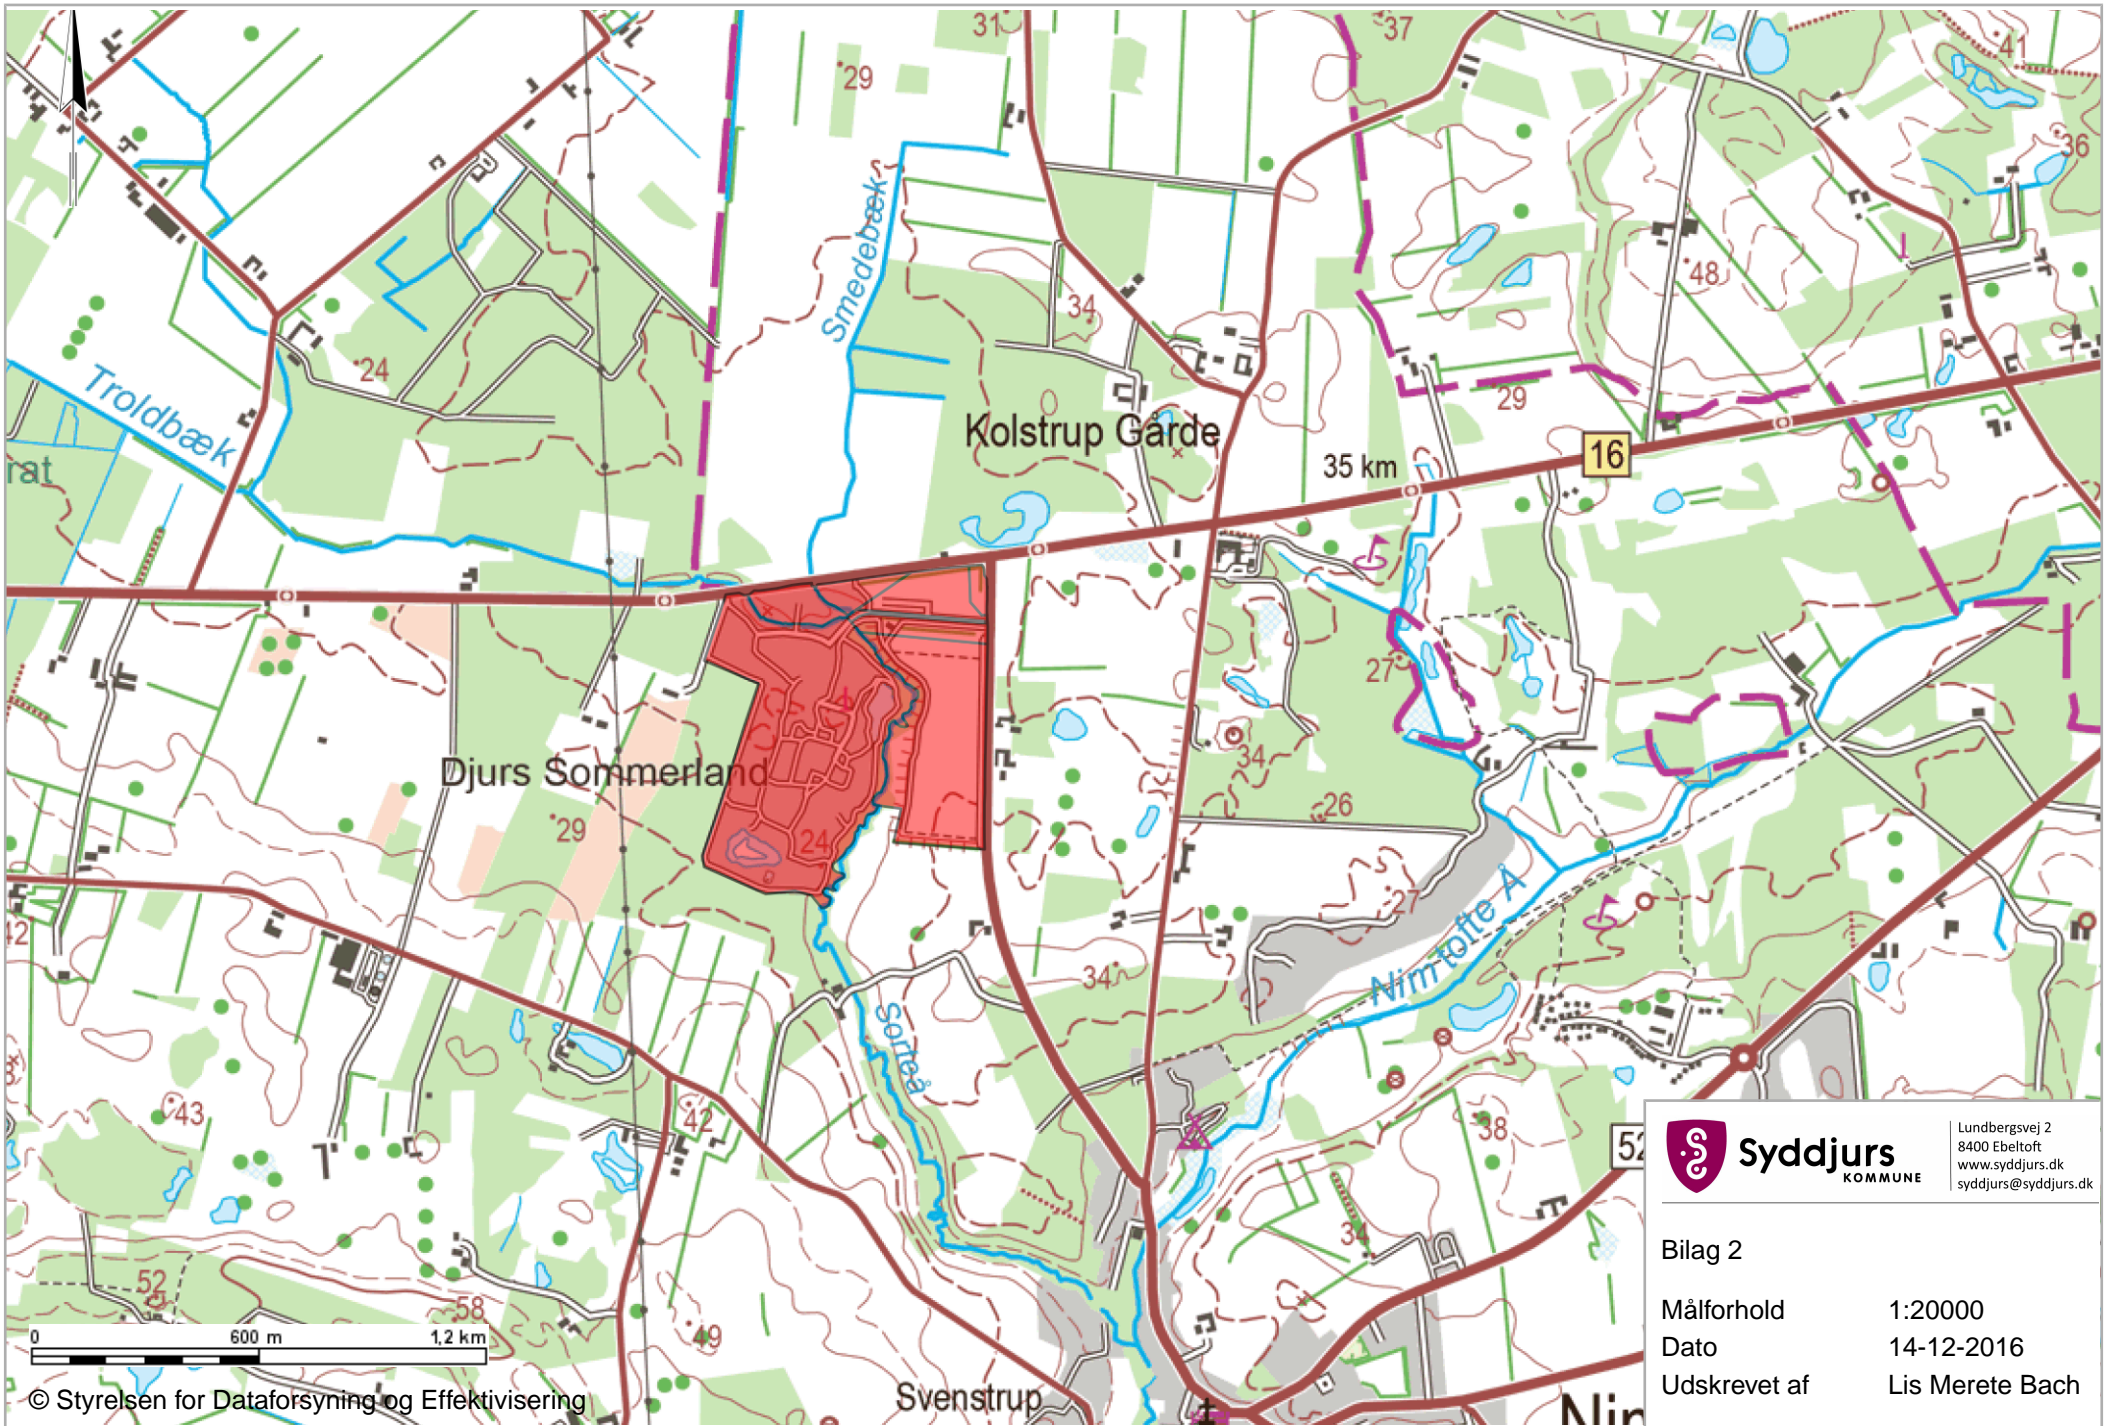 31
37
41
29
36
Smedebæk
48
34
24
29
Troldbæk
Kolstrup Gårde
rat
35 km
16
27
34
Djurs Sommerland
29
24
26
27
12
Nimtofte Å
34
Sorteå
43
42
38
52
34
52
58
49
Svenstrup
Nim
0 600 m 1,2 km
© Styrelsen for Dataforsyning og Effektivisering
Syddjurs
KOMMUNE
Lundbergsvej 2
8400 Ebeltoft
www.syddjurs.dk
syddjurs@syddjurs.dk
Bilag 2
Målforhold 1:20000
Dato 14-12-2016
Udskrevet af Lis Merete Bach